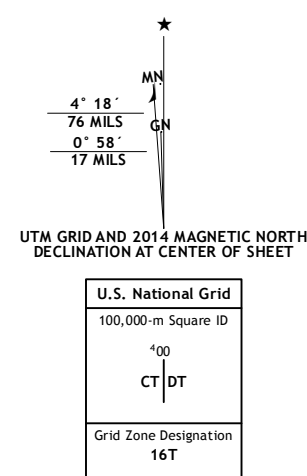 ★
MN
4° 18´
76 MILS
GN
0° 58´
17 MILS
UTM GRID AND 2014 MAGNETIC NORTH
DECLINATION AT CENTER OF SHEET
U.S. National Grid
100,000-m Square ID
⁴00
CT DT
Grid Zone Designation
16T